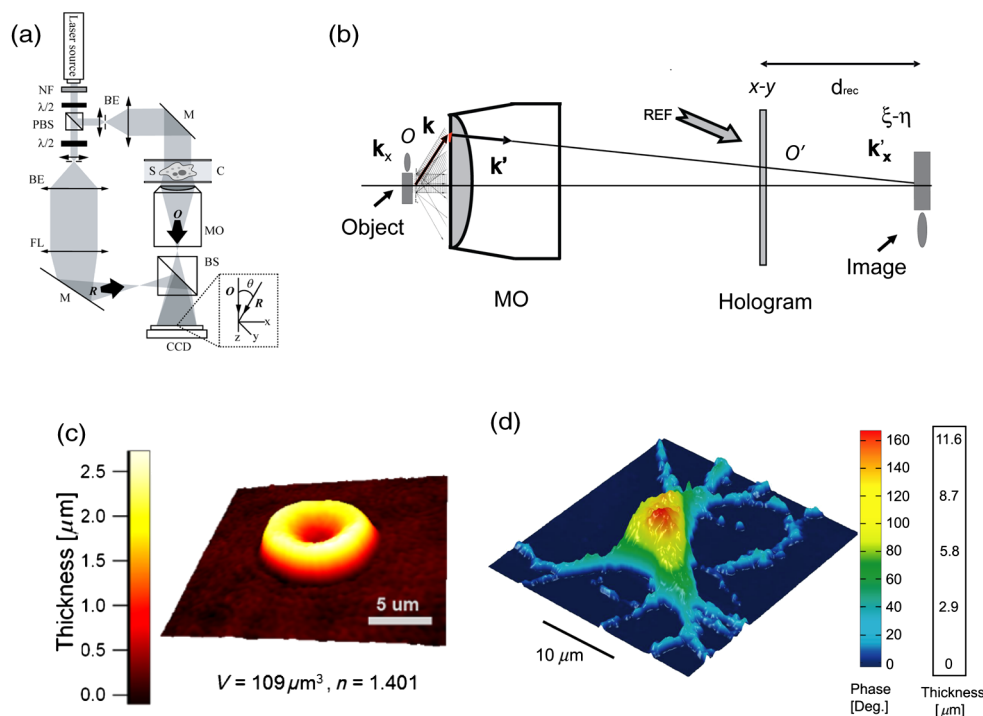 (a)
Laser source
NF
λ/2
PBS
λ/2
BE
M
BE
S
C
O
MO
FL
BS
M
R
O
θ
R
x
y
z
CCD
(b)
x-y
d_rec
REF
ξ-η
k_x
O
k
k'
O'
k'_x
Object
Image
MO
Hologram
(c)
Thickness [μm]
2.5
2.0
1.5
1.0
0.5
0.0
5 um
V = 109 μm³ , n = 1.401
(d)
160
140
120
100
80
60
40
20
0
11.6
8.7
5.8
2.9
0
10 μm
Phase
[Deg.]
Thickness
[μm]